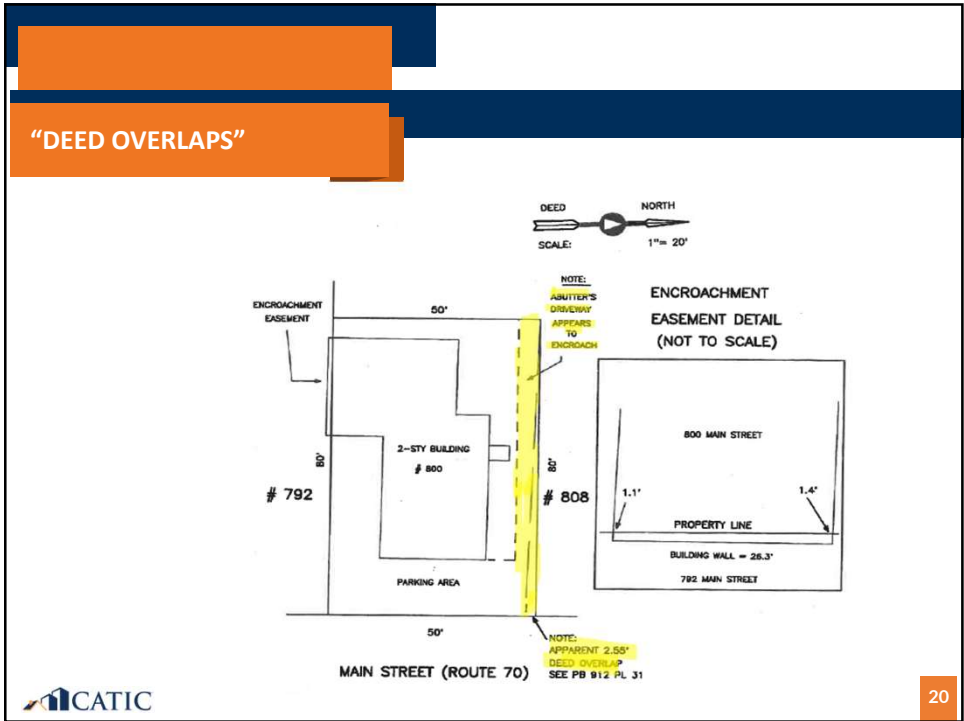 “DEED OVERLAPS”
DEED NORTH
SCALE: 1"= 20'
NOTE:
ABUTTER'S
DRIVEWAY
APPEARS
TO
ENCROACH
ENCROACHMENT
EASEMENT
50'
ENCROACHMENT
EASEMENT DETAIL
(NOT TO SCALE)
2-STY BUILDING
# 800
80'
80'
# 792
# 808
PARKING AREA
50'
MAIN STREET (ROUTE 70)
NOTE:
APPARENT 2.55'
DEED OVERLAP
SEE PB 912 PL 31
800 MAIN STREET
1.1'
1.4'
PROPERTY LINE
BUILDING WALL = 26.3'
792 MAIN STREET
CATIC
20